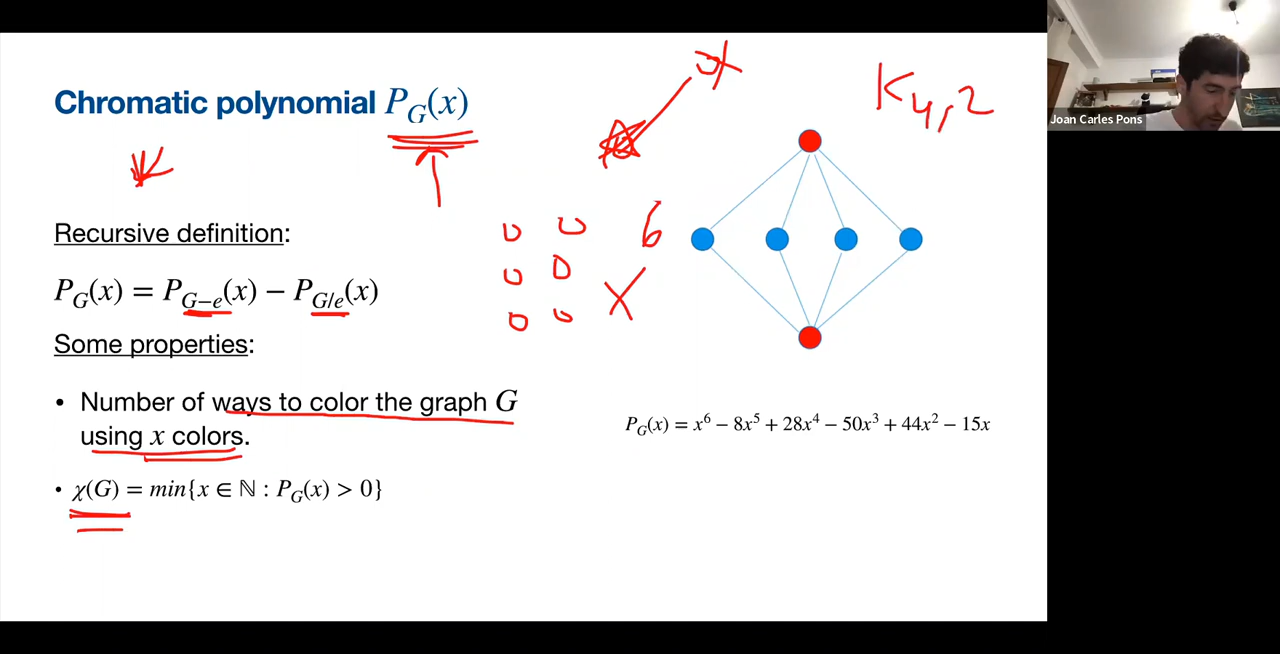 Chromatic polynomial P_G(x)
Recursive definition:
P_G(x) = P_{G−e}(x) − P_{G/e}(x)
Some properties:
• Number of ways to color the graph G
using x colors.
• χ(G) = min{x ∈ ℕ : P_G(x) > 0}
6
K_{4,2}
P_G(x) = x^6 − 8x^5 + 28x^4 − 50x^3 + 44x^2 − 15x
Joan Carles Pons